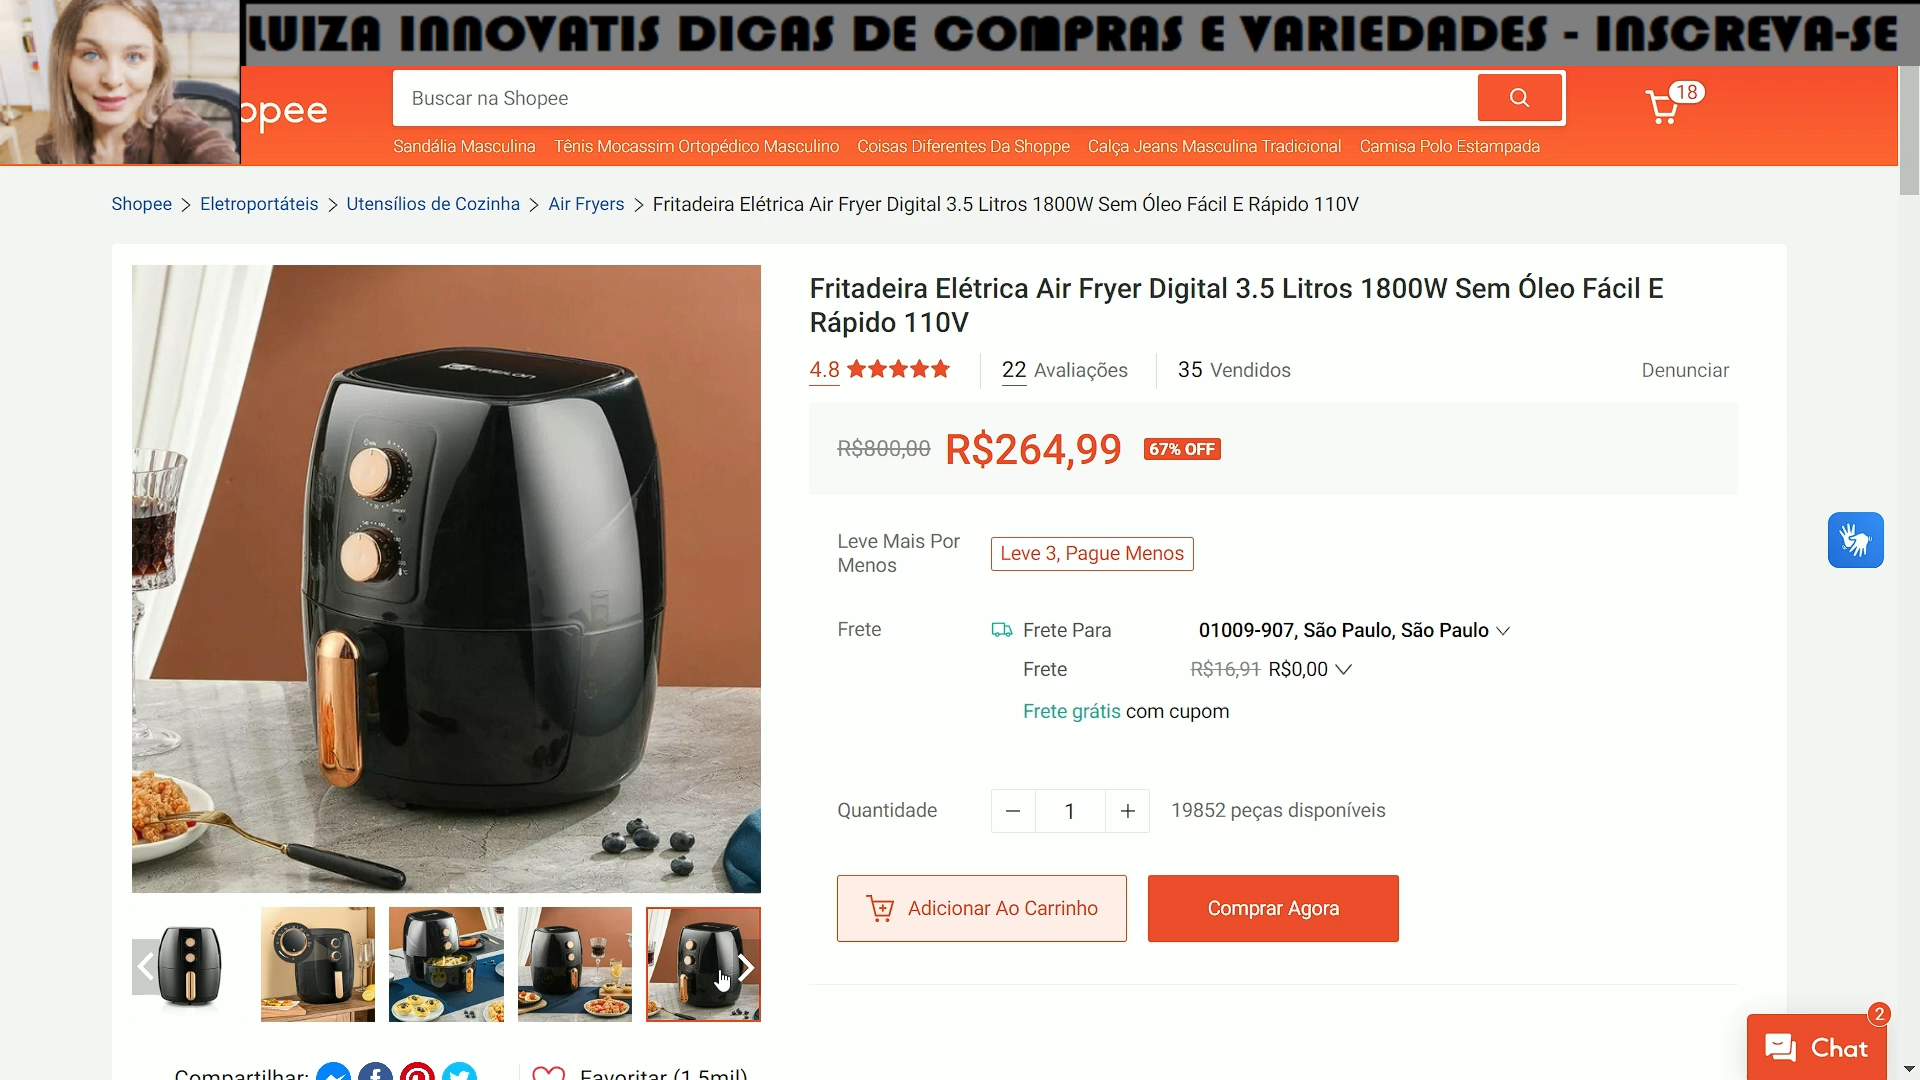 LUIZA INNOVATIS DICAS DE COMPRAS E VARIEDADES - INSCREVA-SE
opee
Buscar na Shopee
18
Sandália Masculina Tênis Mocassim Ortopédico Masculino Coisas Diferentes Da Shoppe Calça Jeans Masculina Tradicional Camisa Polo Estampada
Shopee > Eletroportáteis > Utensílios de Cozinha > Air Fryers > Fritadeira Elétrica Air Fryer Digital 3.5 Litros 1800W Sem Óleo Fácil E Rápido 110V
Fritadeira Elétrica Air Fryer Digital 3.5 Litros 1800W Sem Óleo Fácil E
Rápido 110V
4.8
22 Avaliações
35 Vendidos
Denunciar
R$800,00 R$264,99 67% OFF
Leve Mais Por
Menos
Leve 3, Pague Menos
Frete
Frete Para 01009-907, São Paulo, São Paulo
Frete R$16,91 R$0,00
Frete grátis com cupom
Quantidade
1
19852 peças disponíveis
Adicionar Ao Carrinho
Comprar Agora
Compartilhar:
Favoritar (1,5mil)
2
Chat